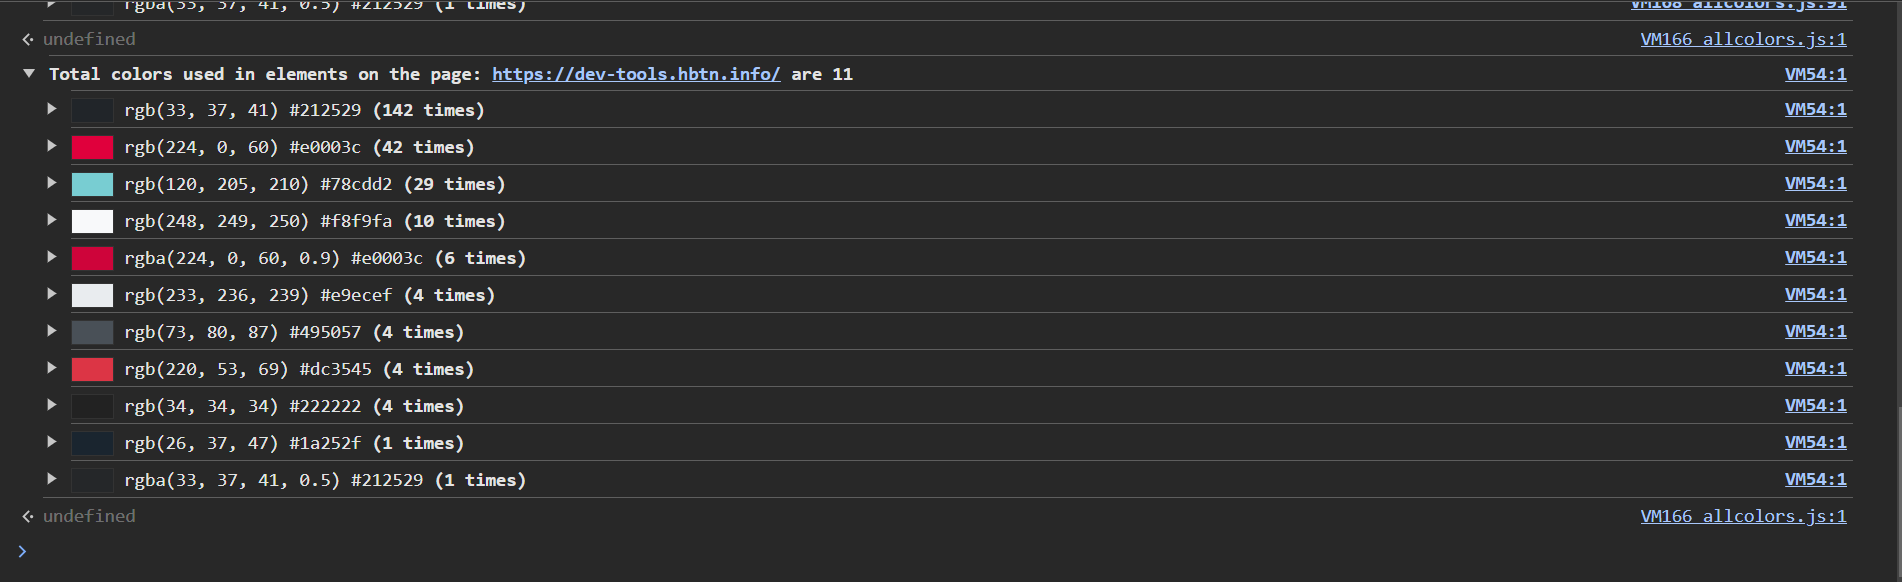 rgba(33, 37, 41, 0.5) #212529 (1 times) VM168 allcolors.js:91
undefined VM166 allcolors.js:1
Total colors used in elements on the page: https://dev-tools.hbtn.info/ are 11 VM54:1
rgb(33, 37, 41) #212529 (142 times) VM54:1
rgb(224, 0, 60) #e0003c (42 times) VM54:1
rgb(120, 205, 210) #78cdd2 (29 times) VM54:1
rgb(248, 249, 250) #f8f9fa (10 times) VM54:1
rgba(224, 0, 60, 0.9) #e0003c (6 times) VM54:1
rgb(233, 236, 239) #e9ecef (4 times) VM54:1
rgb(73, 80, 87) #495057 (4 times) VM54:1
rgb(220, 53, 69) #dc3545 (4 times) VM54:1
rgb(34, 34, 34) #222222 (4 times) VM54:1
rgb(26, 37, 47) #1a252f (1 times) VM54:1
rgba(33, 37, 41, 0.5) #212529 (1 times) VM54:1
undefined VM166 allcolors.js:1